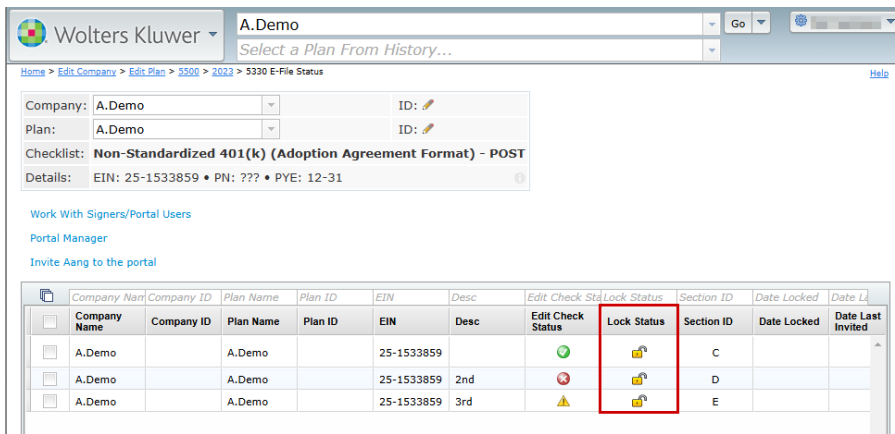 Wolters Kluwer
A.Demo
Go
Select a Plan From History...
Home > Edit Company > Edit Plan > 5500 > 2023 > 5330 E-File Status
Help
Company: A.Demo ID:
Plan: A.Demo ID:
Checklist: Non-Standardized 401(k) (Adoption Agreement Format) - POST
Details: EIN: 25-1533859 • PN: ??? • PYE: 12-31
Work With Signers/Portal Users
Portal Manager
Invite Aang to the portal
Company Nam Company ID Plan Name Plan ID EIN Desc Edit Check Sta Lock Status Section ID Date Locked Date La
Company Name Company ID Plan Name Plan ID EIN Desc Edit Check Status Lock Status Section ID Date Locked Date Last Invited
A.Demo A.Demo 25-1533859 C
A.Demo A.Demo 25-1533859 2nd D
A.Demo A.Demo 25-1533859 3rd E